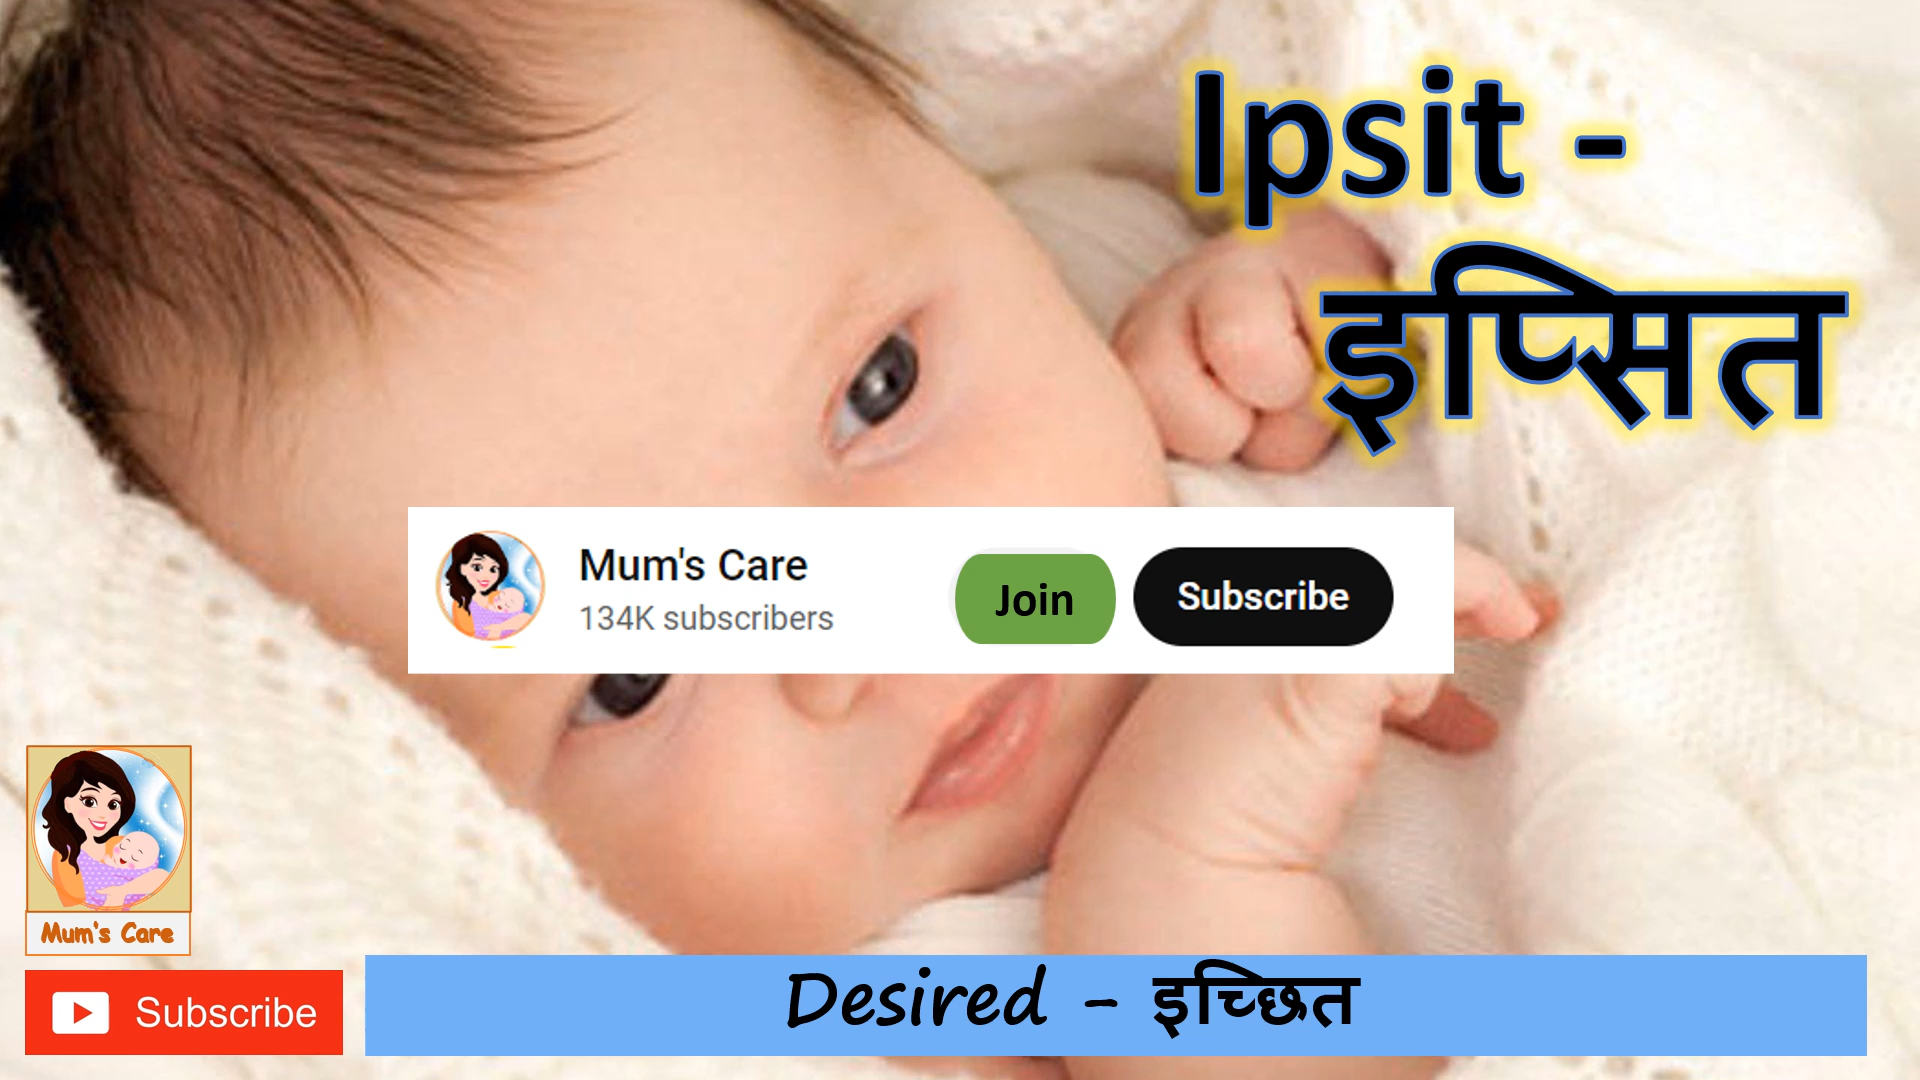 Ipsit -
इप्सित
Mum's Care
134K subscribers
Join
Subscribe
Mum's Care
Subscribe
Desired - इच्छित